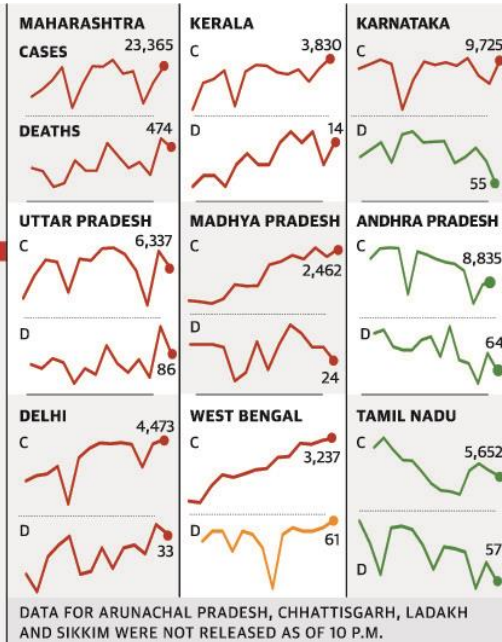 MAHARASHTRA
CASES
23,365
DEATHS
474
KERALA
C
3,830
D
14
KARNATAKA
C
9,725
D
55
UTTAR PRADESH
C
6,337
D
86
MADHYA PRADESH
C
2,462
D
24
ANDHRA PRADESH
C
8,835
D
64
DELHI
C
4,473
D
33
WEST BENGAL
C
3,237
D
61
TAMIL NADU
C
5,652
D
57
DATA FOR ARUNACHAL PRADESH, CHHATTISGARH, LADAKH
AND SIKKIM WERE NOT RELEASED AS OF 10 P.M.